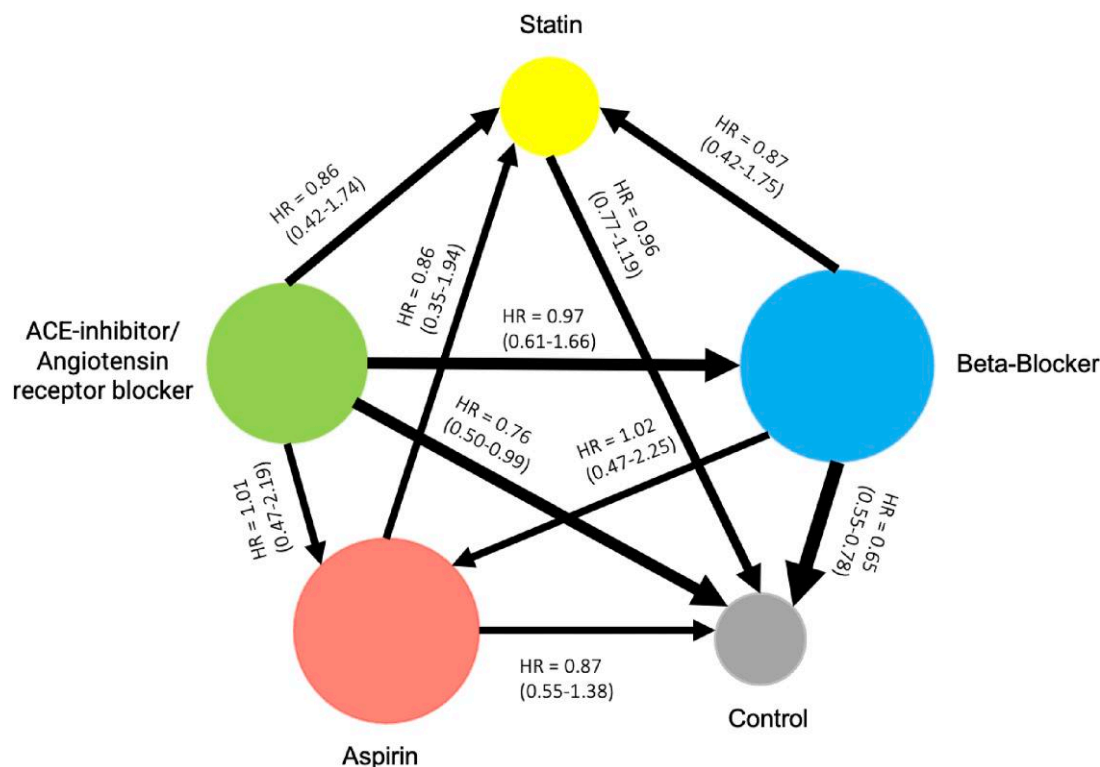 Statin
HR = 0.86
(0.42-1.74)
HR = 0.87
(0.42-1.75)
HR = 0.96
(0.77-1.19)
HR = 0.86
(0.35-1.94)
ACE-inhibitor/
Angiotensin
receptor blocker
HR = 0.97
(0.61-1.66)
Beta-Blocker
HR = 0.76
(0.50-0.99)
HR = 1.02
(0.47-2.25)
HR = 1.01
(0.47-2.19)
HR = 0.65
(0.55-0.78)
HR = 0.87
(0.55-1.38)
Control
Aspirin